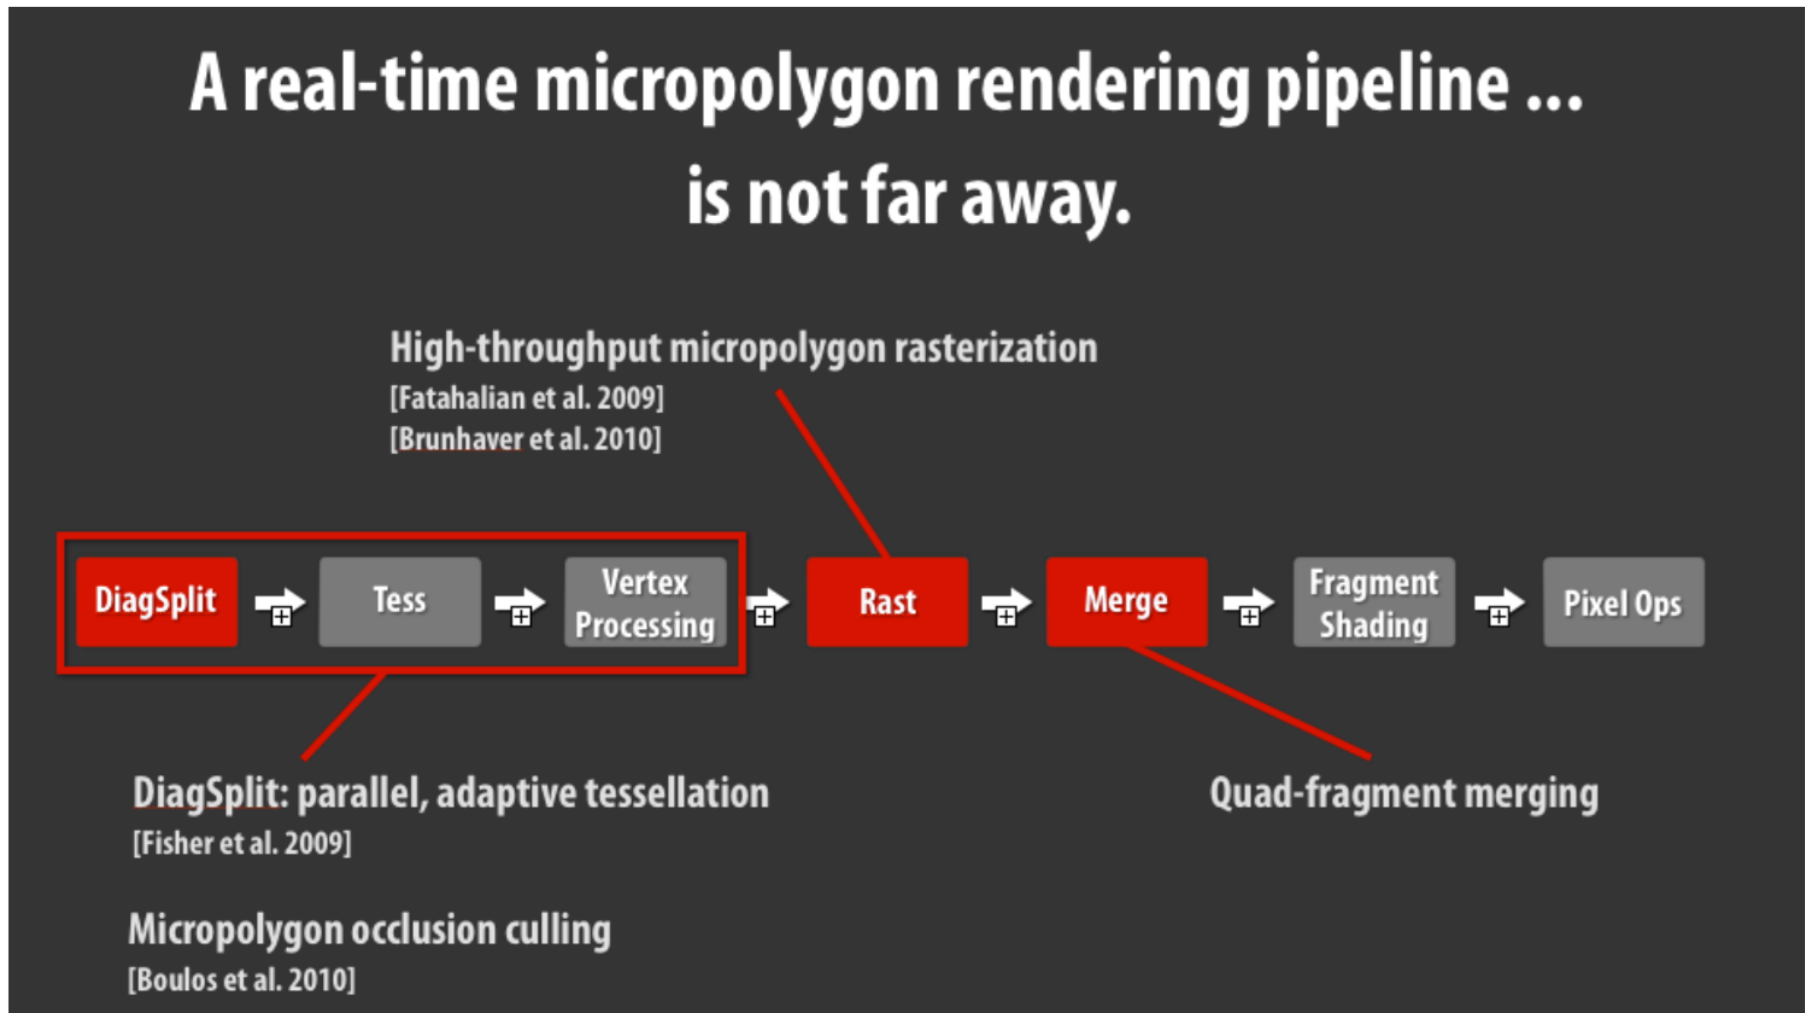 A real-time micropolygon rendering pipeline ...
is not far away.
High-throughput micropolygon rasterization
[Fatahalian et al. 2009]
[Brunhaver et al. 2010]
DiagSplit
Tess
Vertex
Processing
Rast
Merge
Fragment
Shading
Pixel Ops
DiagSplit: parallel, adaptive tessellation
[Fisher et al. 2009]
Quad-fragment merging
Micropolygon occlusion culling
[Boulos et al. 2010]